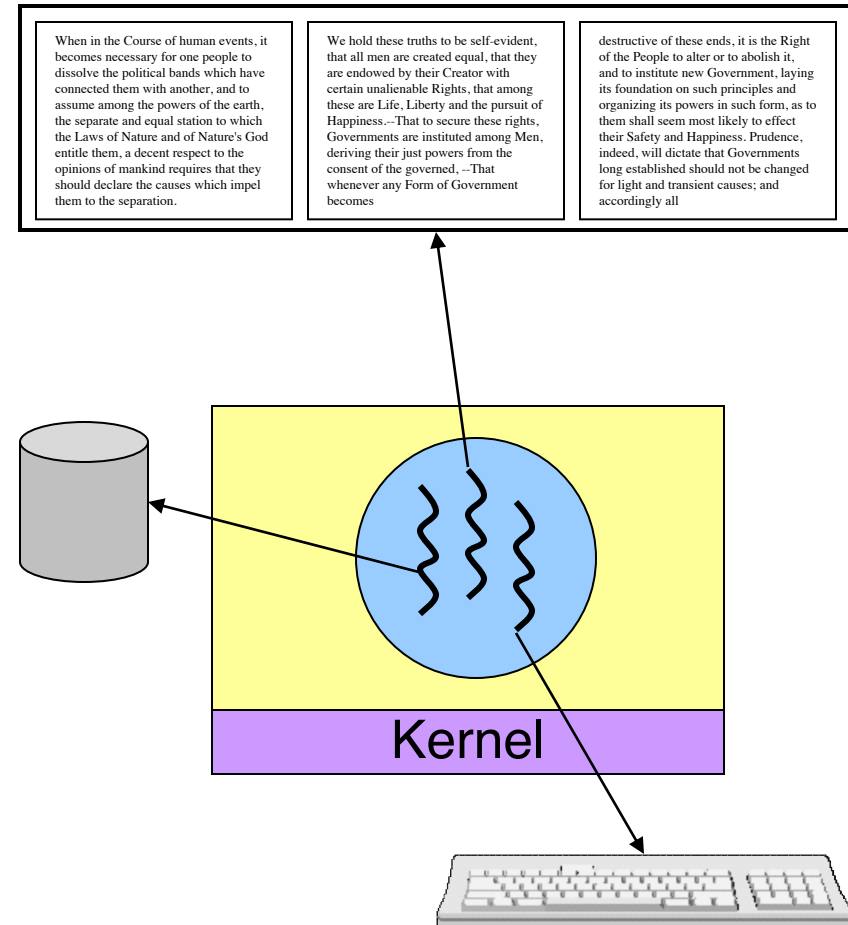 When in the Course of human events, it
becomes necessary for one people to
dissolve the political bands which have
connected them with another, and to
assume among the powers of the earth,
the separate and equal station to which
the Laws of Nature and of Nature's God
entitle them, a decent respect to the
opinions of mankind requires that they
should declare the causes which impel
them to the separation.
We hold these truths to be self-evident,
that all men are created equal, that they
are endowed by their Creator with
certain unalienable Rights, that among
these are Life, Liberty and the pursuit of
Happiness.--That to secure these rights,
Governments are instituted among Men,
deriving their just powers from the
consent of the governed, --That
whenever any Form of Government
becomes
destructive of these ends, it is the Right
of the People to alter or to abolish it,
and to institute new Government, laying
its foundation on such principles and
organizing its powers in such form, as to
them shall seem most likely to effect
their Safety and Happiness. Prudence,
indeed, will dictate that Governments
long established should not be changed
for light and transient causes; and
accordingly all
Kernel